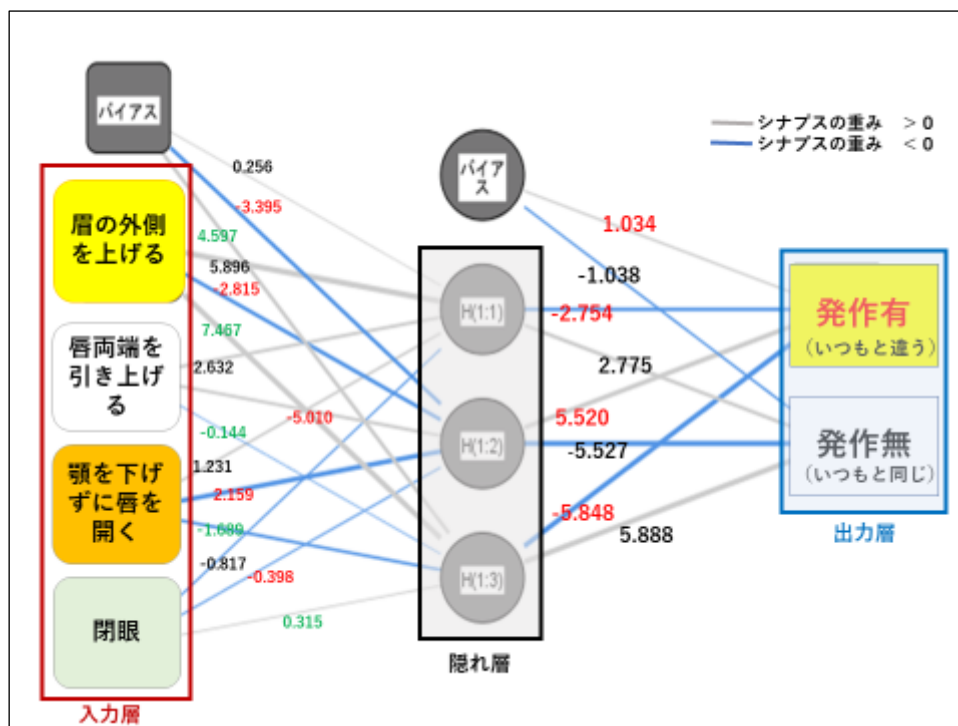 バイアス
シナプスの重み > 0
シナプスの重み < 0
0.256
バイア
ス
-3.395
眉の外側
を上げる
4.597
5.896
-2.815
1.034
-1.038
H(1:1)
-2.754
発作有
(いつもと違う)
7.467
唇両端を
引き上げ
る
2.632
2.775
-5.010
-0.144
5.520
H(1:2)
-5.527
発作無
(いつもと同じ)
1.231
顎を下げ
ずに唇を
開く
2.159
-1.689
-5.848
5.888
出力層
-0.817
-0.398
H(1:3)
0.315
閉眼
隠れ層
入力層